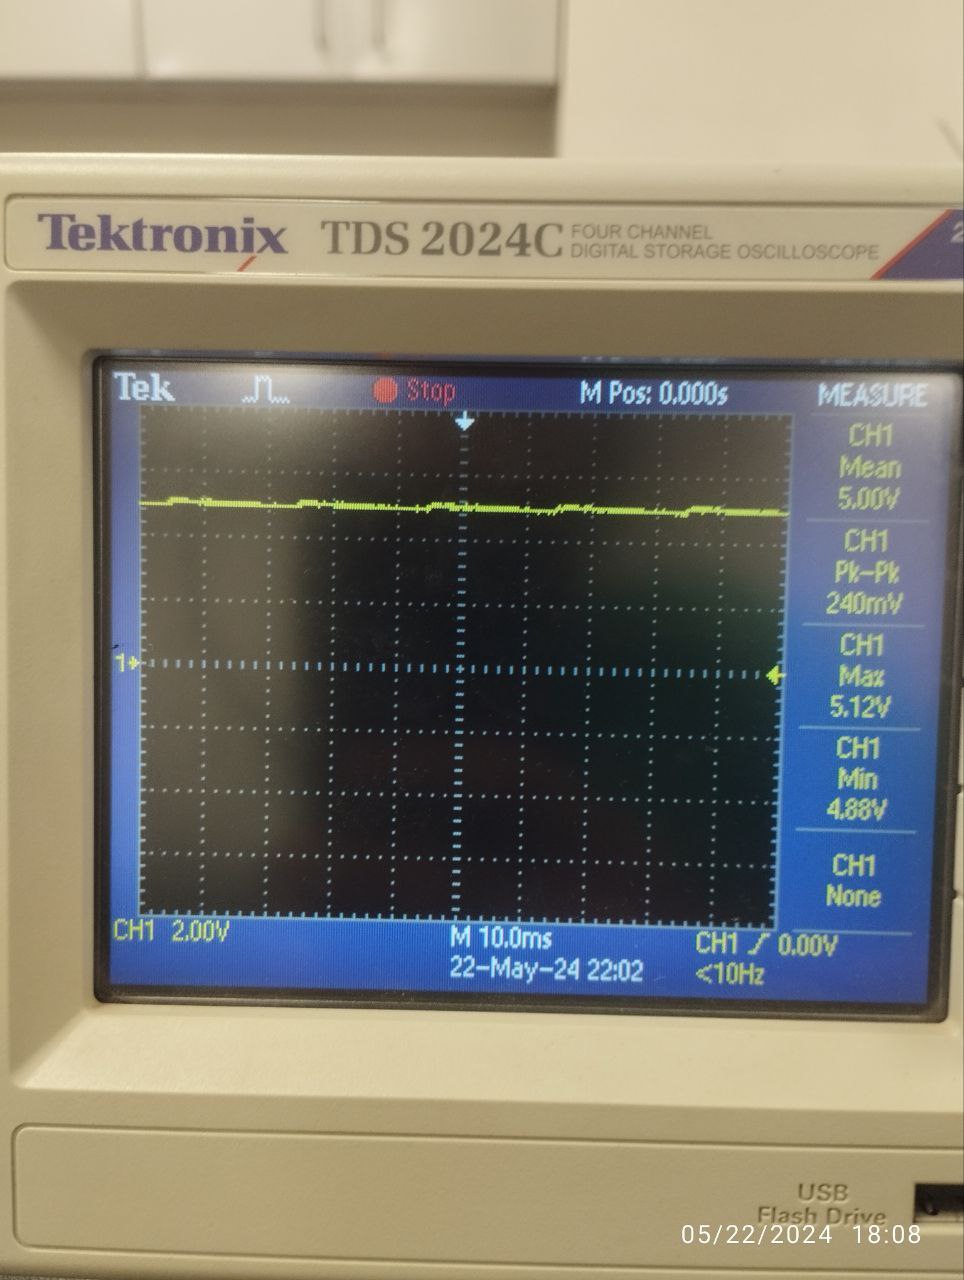 Tektronix TDS 2024C FOUR CHANNEL
DIGITAL STORAGE OSCILLOSCOPE
2
Tek
Stop
M Pos: 0.000s
MEASURE
CH1
Mean
5.00V
CH1
Pk-Pk
240mV
CH1
Max
5.12V
CH1
Min
4.88V
CH1
None
1
CH1 2.00V
M 10.0ms
CH1 / 0.00V
22-May-24 22:02
<10Hz
USB
Flash Drive
05/22/2024 18:08